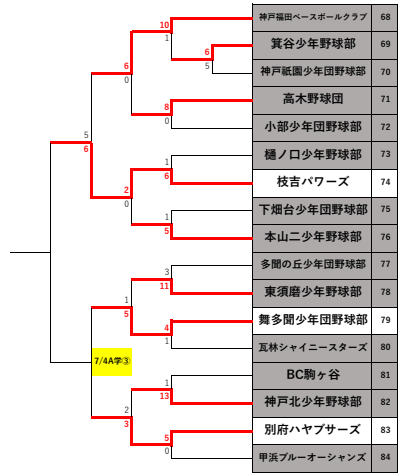 神戸福田ベースボールクラブ 68
箕谷少年野球部 69
神戸祇園少年団野球部 70
高木野球団 71
小部少年団野球部 72
樋ノ口少年野球部 73
枝吉パワーズ 74
下畑台少年団野球部 75
本山二少年野球部 76
多聞の丘少年団野球部 77
東須磨少年野球部 78
舞多聞少年団野球部 79
瓦林シャイニースターズ 80
BC駒ヶ谷 81
神戸北少年野球部 82
別府ハヤブサーズ 83
甲浜ブルーオーシャンズ 84
10
1
6
5
6
0
8
0
5
6
1
6
2
0
1
5
3
11
1
5
4
1
7/4A学③
1
13
2
3
5
0